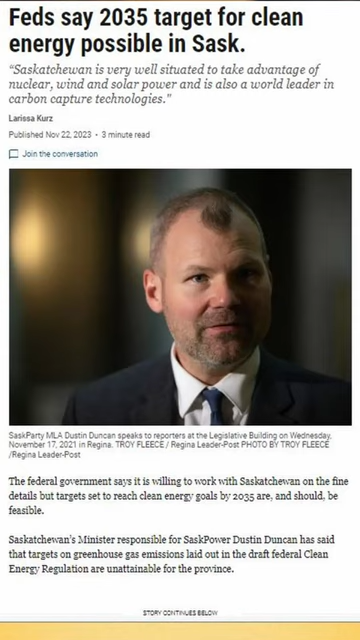 Feds say 2035 target for clean
energy possible in Sask.
“Saskatchewan is very well situated to take advantage of
nuclear, wind and solar power and is also a world leader in
carbon capture technologies.”
Larissa Kurz
Published Nov 22, 2023 • 3 minute read
Join the conversation
SaskParty MLA Dustin Duncan speaks to reporters at the Legislative Building on Wednesday,
November 17, 2021 in Regina. TROY FLEECE / Regina Leader-Post PHOTO BY TROY FLEECE
/Regina Leader-Post
The federal government says it is willing to work with Saskatchewan on the fine
details but targets set to reach clean energy goals by 2035 are, and should, be
feasible.
Saskatchewan’s Minister responsible for SaskPower Dustin Duncan has said
that targets on greenhouse gas emissions laid out in the draft federal Clean
Energy Regulation are unattainable for the province.
STORY CONTINUES BELOW